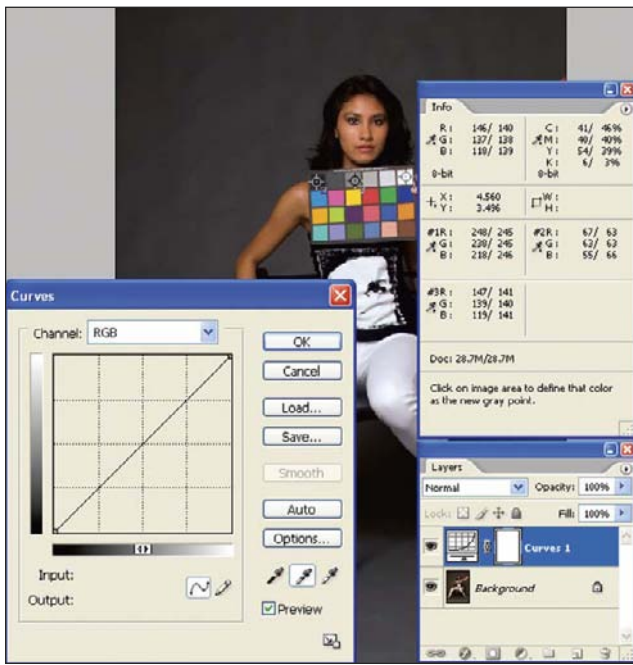 Info
R: 146/ 140
G: 137/ 138
B: 118/ 139
8-bit
C: 41/ 46%
M: 40/ 40%
Y: 54/ 39%
K: 6/ 3%
8-bit
X: 4.560
Y: 3.496
W:
H:
#1R: 248/ 245
G: 238/ 245
B: 218/ 246
#2R: 67/ 63
G: 62/ 63
B: 55/ 66
#3R: 147/ 141
G: 139/ 140
B: 119/ 141
Doc: 28.7M/28.7M
Click on image area to define that color
as the new gray point.
Curves
Channel: RGB
OK
Cancel
Load...
Save...
Smooth
Auto
Options...
Preview
Input:
Output:
Layers
Normal
Opacity: 100%
Lock:
Fill: 100%
Curves 1
Background